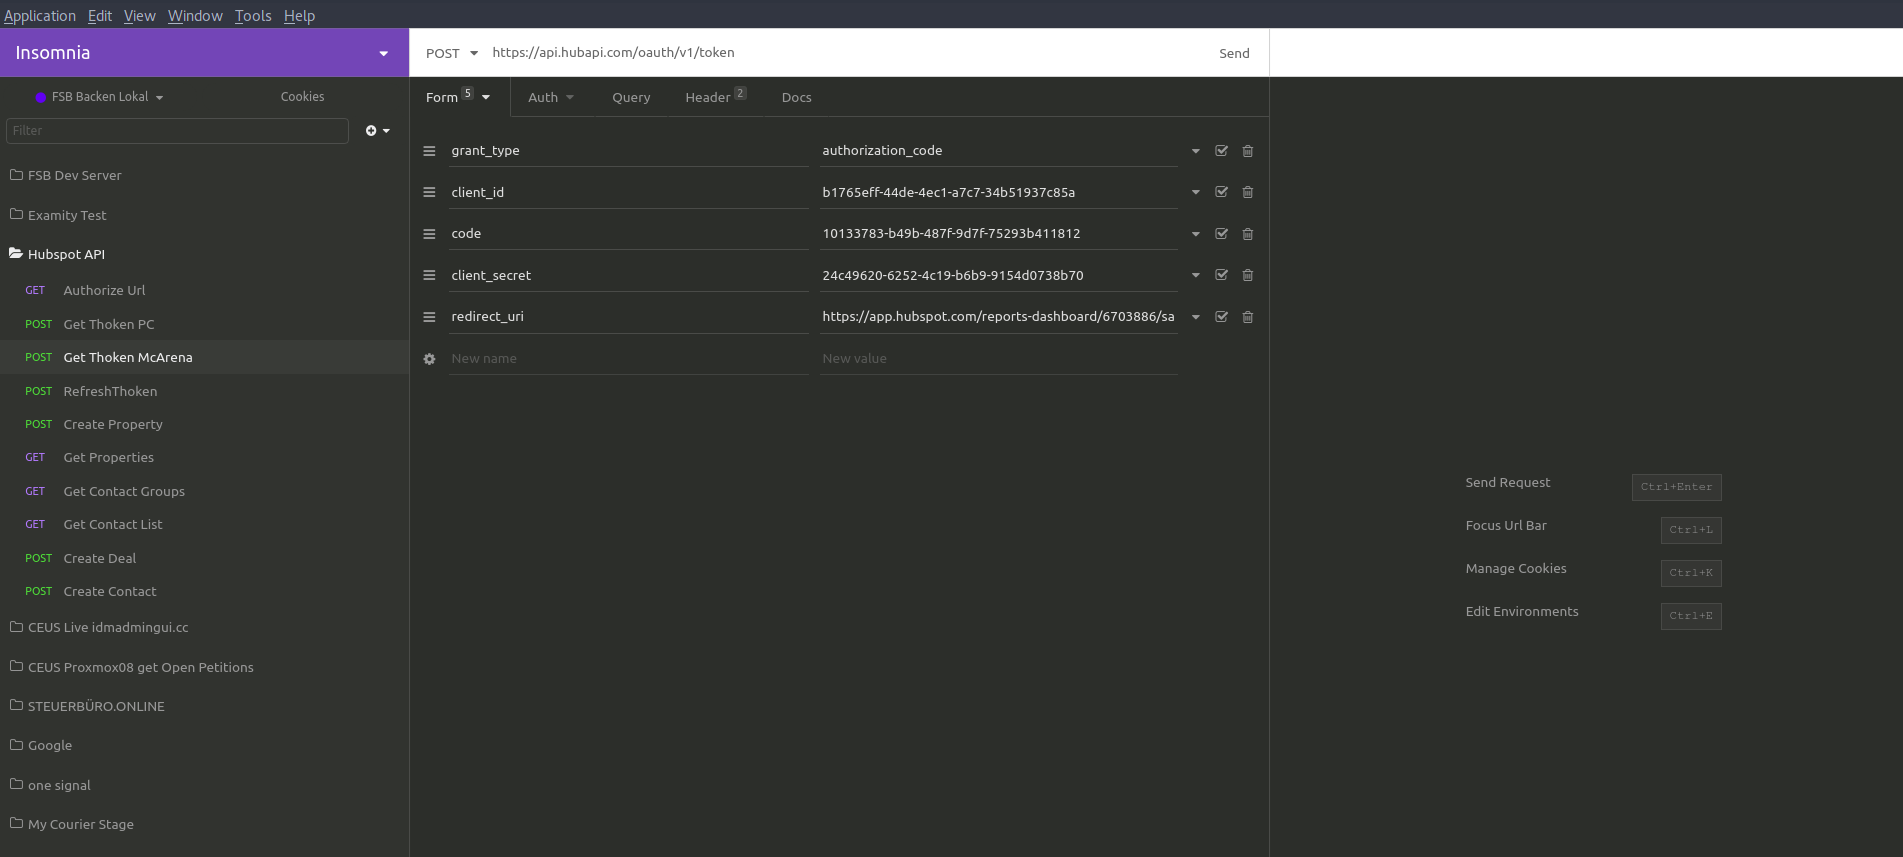 Application Edit View Window Tools Help
Insomnia
POST https://api.hubapi.com/oauth/v1/token Send
FSB Backen Lokal Cookies
Form 5 Auth Query Header 2 Docs
Filter
grant_type authorization_code
client_id b1765eff-44de-4ec1-a7c7-34b51937c85a
code 10133783-b49b-487f-9d7f-75293b411812
client_secret 24c49620-6252-4c19-b6b9-9154d0738b70
redirect_uri https://app.hubspot.com/reports-dashboard/6703886/sa
New name New value
FSB Dev Server
Examity Test
Hubspot API
GET Authorize Url
POST Get Thoken PC
POST Get Thoken McArena
POST RefreshThoken
POST Create Property
GET Get Properties
GET Get Contact Groups
GET Get Contact List
POST Create Deal
POST Create Contact
CEUS Live idmadmingui.cc
CEUS Proxmox08 get Open Petitions
STEUERBÜRO.ONLINE
Google
one signal
My Courier Stage
Send Request Ctrl+Enter
Focus Url Bar Ctrl+L
Manage Cookies Ctrl+K
Edit Environments Ctrl+E